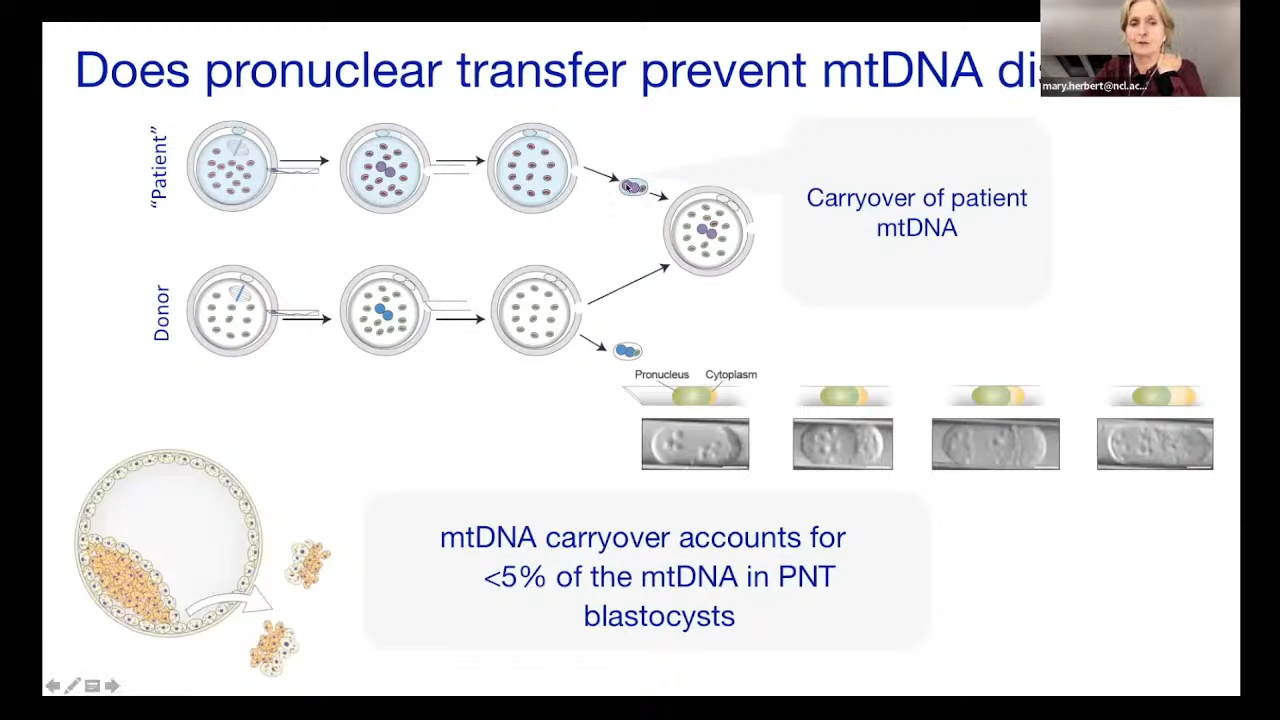 Does pronuclear transfer prevent mtDNA di
mary.herbert@ncl.ac...
“Patient”
Carryover of patient
mtDNA
Donor
Pronucleus Cytoplasm
mtDNA carryover accounts for
<5% of the mtDNA in PNT
blastocysts